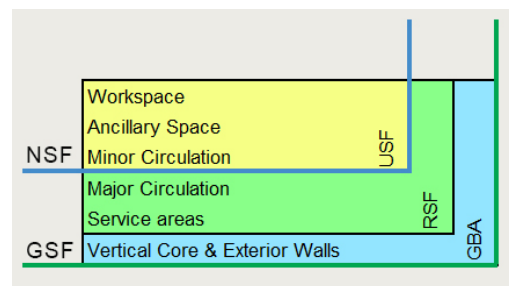 Workspace
Ancillary Space
NSF Minor Circulation USF
Major Circulation
Service areas RSF
GSF Vertical Core & Exterior Walls GBA